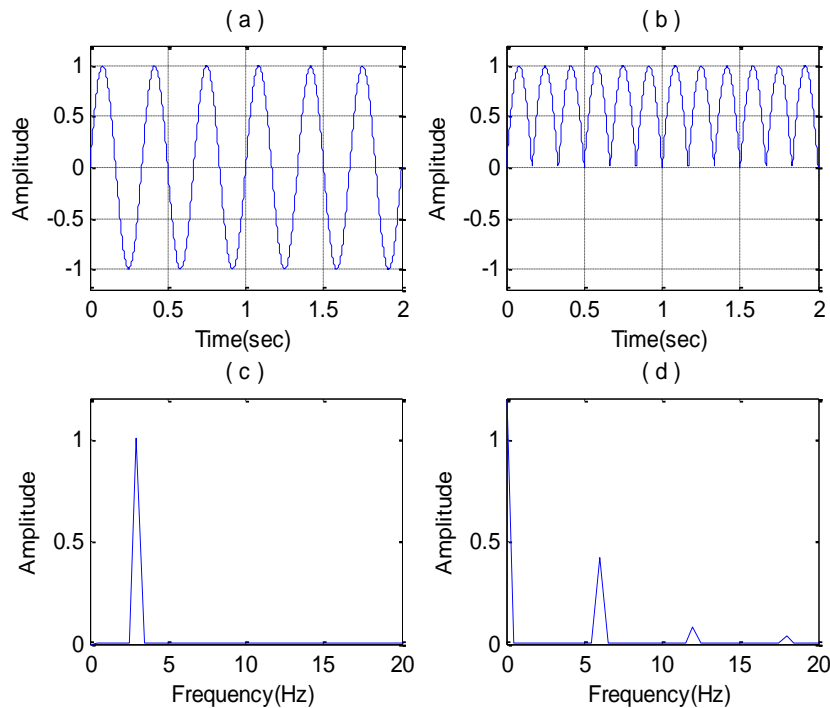 ( a )
1
0.5
0
-0.5
-1
Amplitude
0 0.5 1 1.5 2
Time(sec)
( b )
1
0.5
0
-0.5
-1
Amplitude
0 0.5 1 1.5 2
Time(sec)
( c )
1
0.5
0
Amplitude
0 5 10 15 20
Frequency(Hz)
( d )
1
0.5
0
Amplitude
0 5 10 15 20
Frequency(Hz)